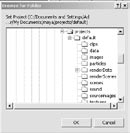 Browse for Folder
Set Project (C:\Documents and Settings\Ad
...\My Documents\maya\projects\default)
projects
default
clips
data
images
particles
renderData
renderScenes
scenes
sound
sourceimages
textures
OK
Cancel